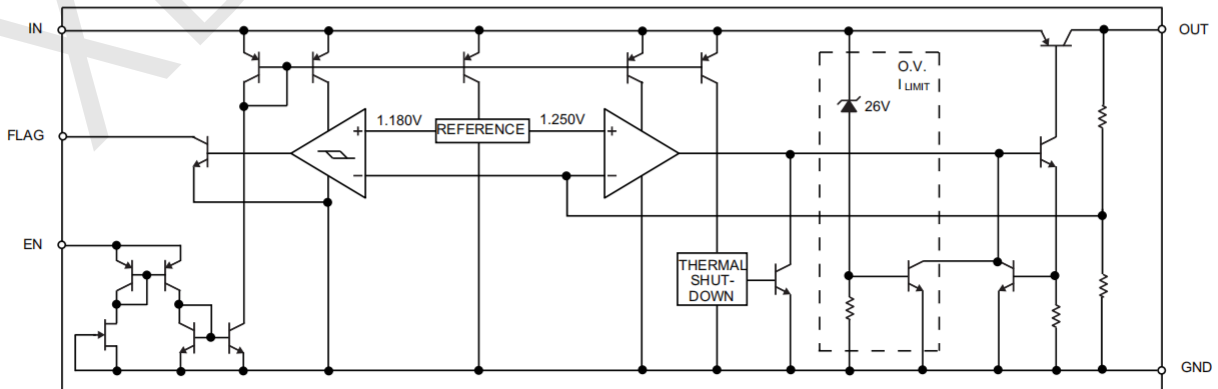 IN
OUT
O.V.
I LIMIT
26V
FLAG
1.180V
REFERENCE
1.250V
+
+
−
−
EN
THERMAL
SHUT-
DOWN
GND